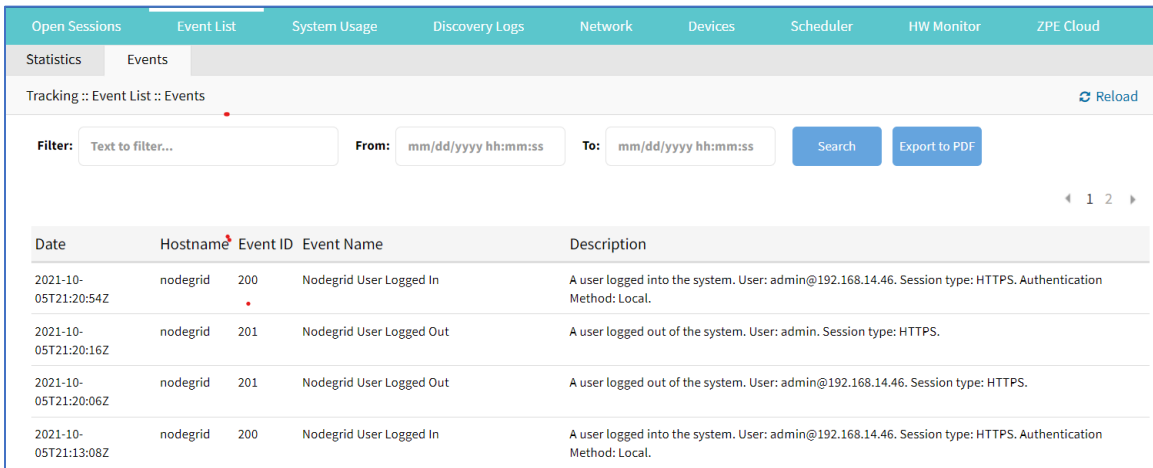 Open Sessions Event List System Usage Discovery Logs Network Devices Scheduler HW Monitor ZPE Cloud
Statistics Events
Tracking :: Event List :: Events Reload
Filter: Text to filter... From: mm/dd/yyyy hh:mm:ss To: mm/dd/yyyy hh:mm:ss Search Export to PDF
1 2
Date Hostname Event ID Event Name Description
2021-10- nodegrid 200 Nodegrid User Logged In A user logged into the system. User: admin@192.168.14.46. Session type: HTTPS. Authentication
05T21:20:54Z Method: Local.
2021-10- nodegrid 201 Nodegrid User Logged Out A user logged out of the system. User: admin. Session type: HTTPS.
05T21:20:16Z
2021-10- nodegrid 201 Nodegrid User Logged Out A user logged out of the system. User: admin@192.168.14.46. Session type: HTTPS.
05T21:20:06Z
2021-10- nodegrid 200 Nodegrid User Logged In A user logged into the system. User: admin@192.168.14.46. Session type: HTTPS. Authentication
05T21:13:08Z Method: Local.